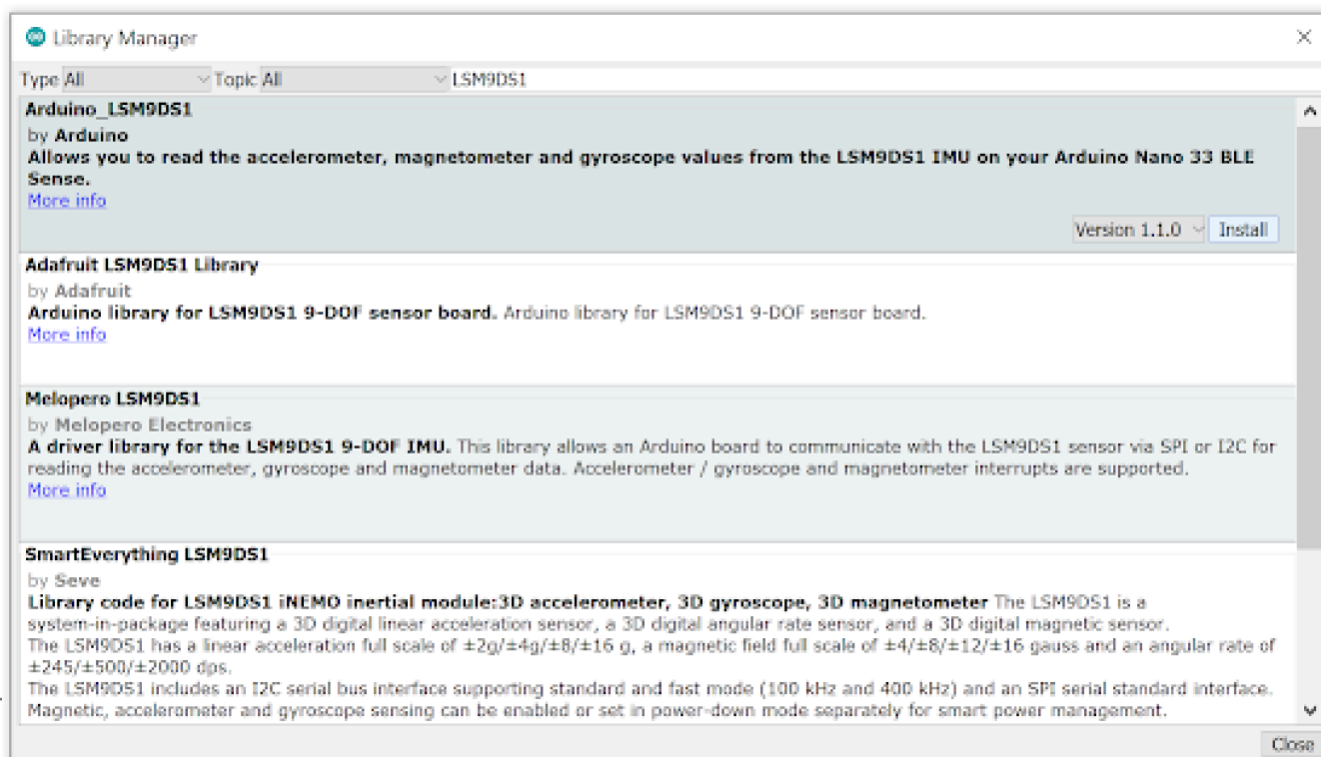 Library Manager
Type All Topic All LSM9DS1
Arduino_LSM9DS1
by Arduino
Allows you to read the accelerometer, magnetometer and gyroscope values from the LSM9DS1 IMU on your Arduino Nano 33 BLE
Sense.
More info
Version 1.1.0 Install
Adafruit LSM9DS1 Library
by Adafruit
Arduino library for LSM9DS1 9-DOF sensor board. Arduino library for LSM9DS1 9-DOF sensor board.
More info
Melopero LSM9DS1
by Melopero Electronics
A driver library for the LSM9DS1 9-DOF IMU. This library allows an Arduino board to communicate with the LSM9DS1 sensor via SPI or I2C for
reading the accelerometer, gyroscope and magnetometer data. Accelerometer / gyroscope and magnetometer interrupts are supported.
More info
SmartEverything LSM9DS1
by Seve
Library code for LSM9DS1 iNEMO inertial module:3D accelerometer, 3D gyroscope, 3D magnetometer The LSM9DS1 is a
system-in-package featuring a 3D digital linear acceleration sensor, a 3D digital angular rate sensor, and a 3D digital magnetic sensor.
The LSM9DS1 has a linear acceleration full scale of ±2g/±4g/±8/±16 g, a magnetic field full scale of ±4/±8/±12/±16 gauss and an angular rate of
±245/±500/±2000 dps.
The LSM9DS1 includes an I2C serial bus interface supporting standard and fast mode (100 kHz and 400 kHz) and an SPI serial standard interface.
Magnetic, accelerometer and gyroscope sensing can be enabled or set in power-down mode separately for smart power management.
Close